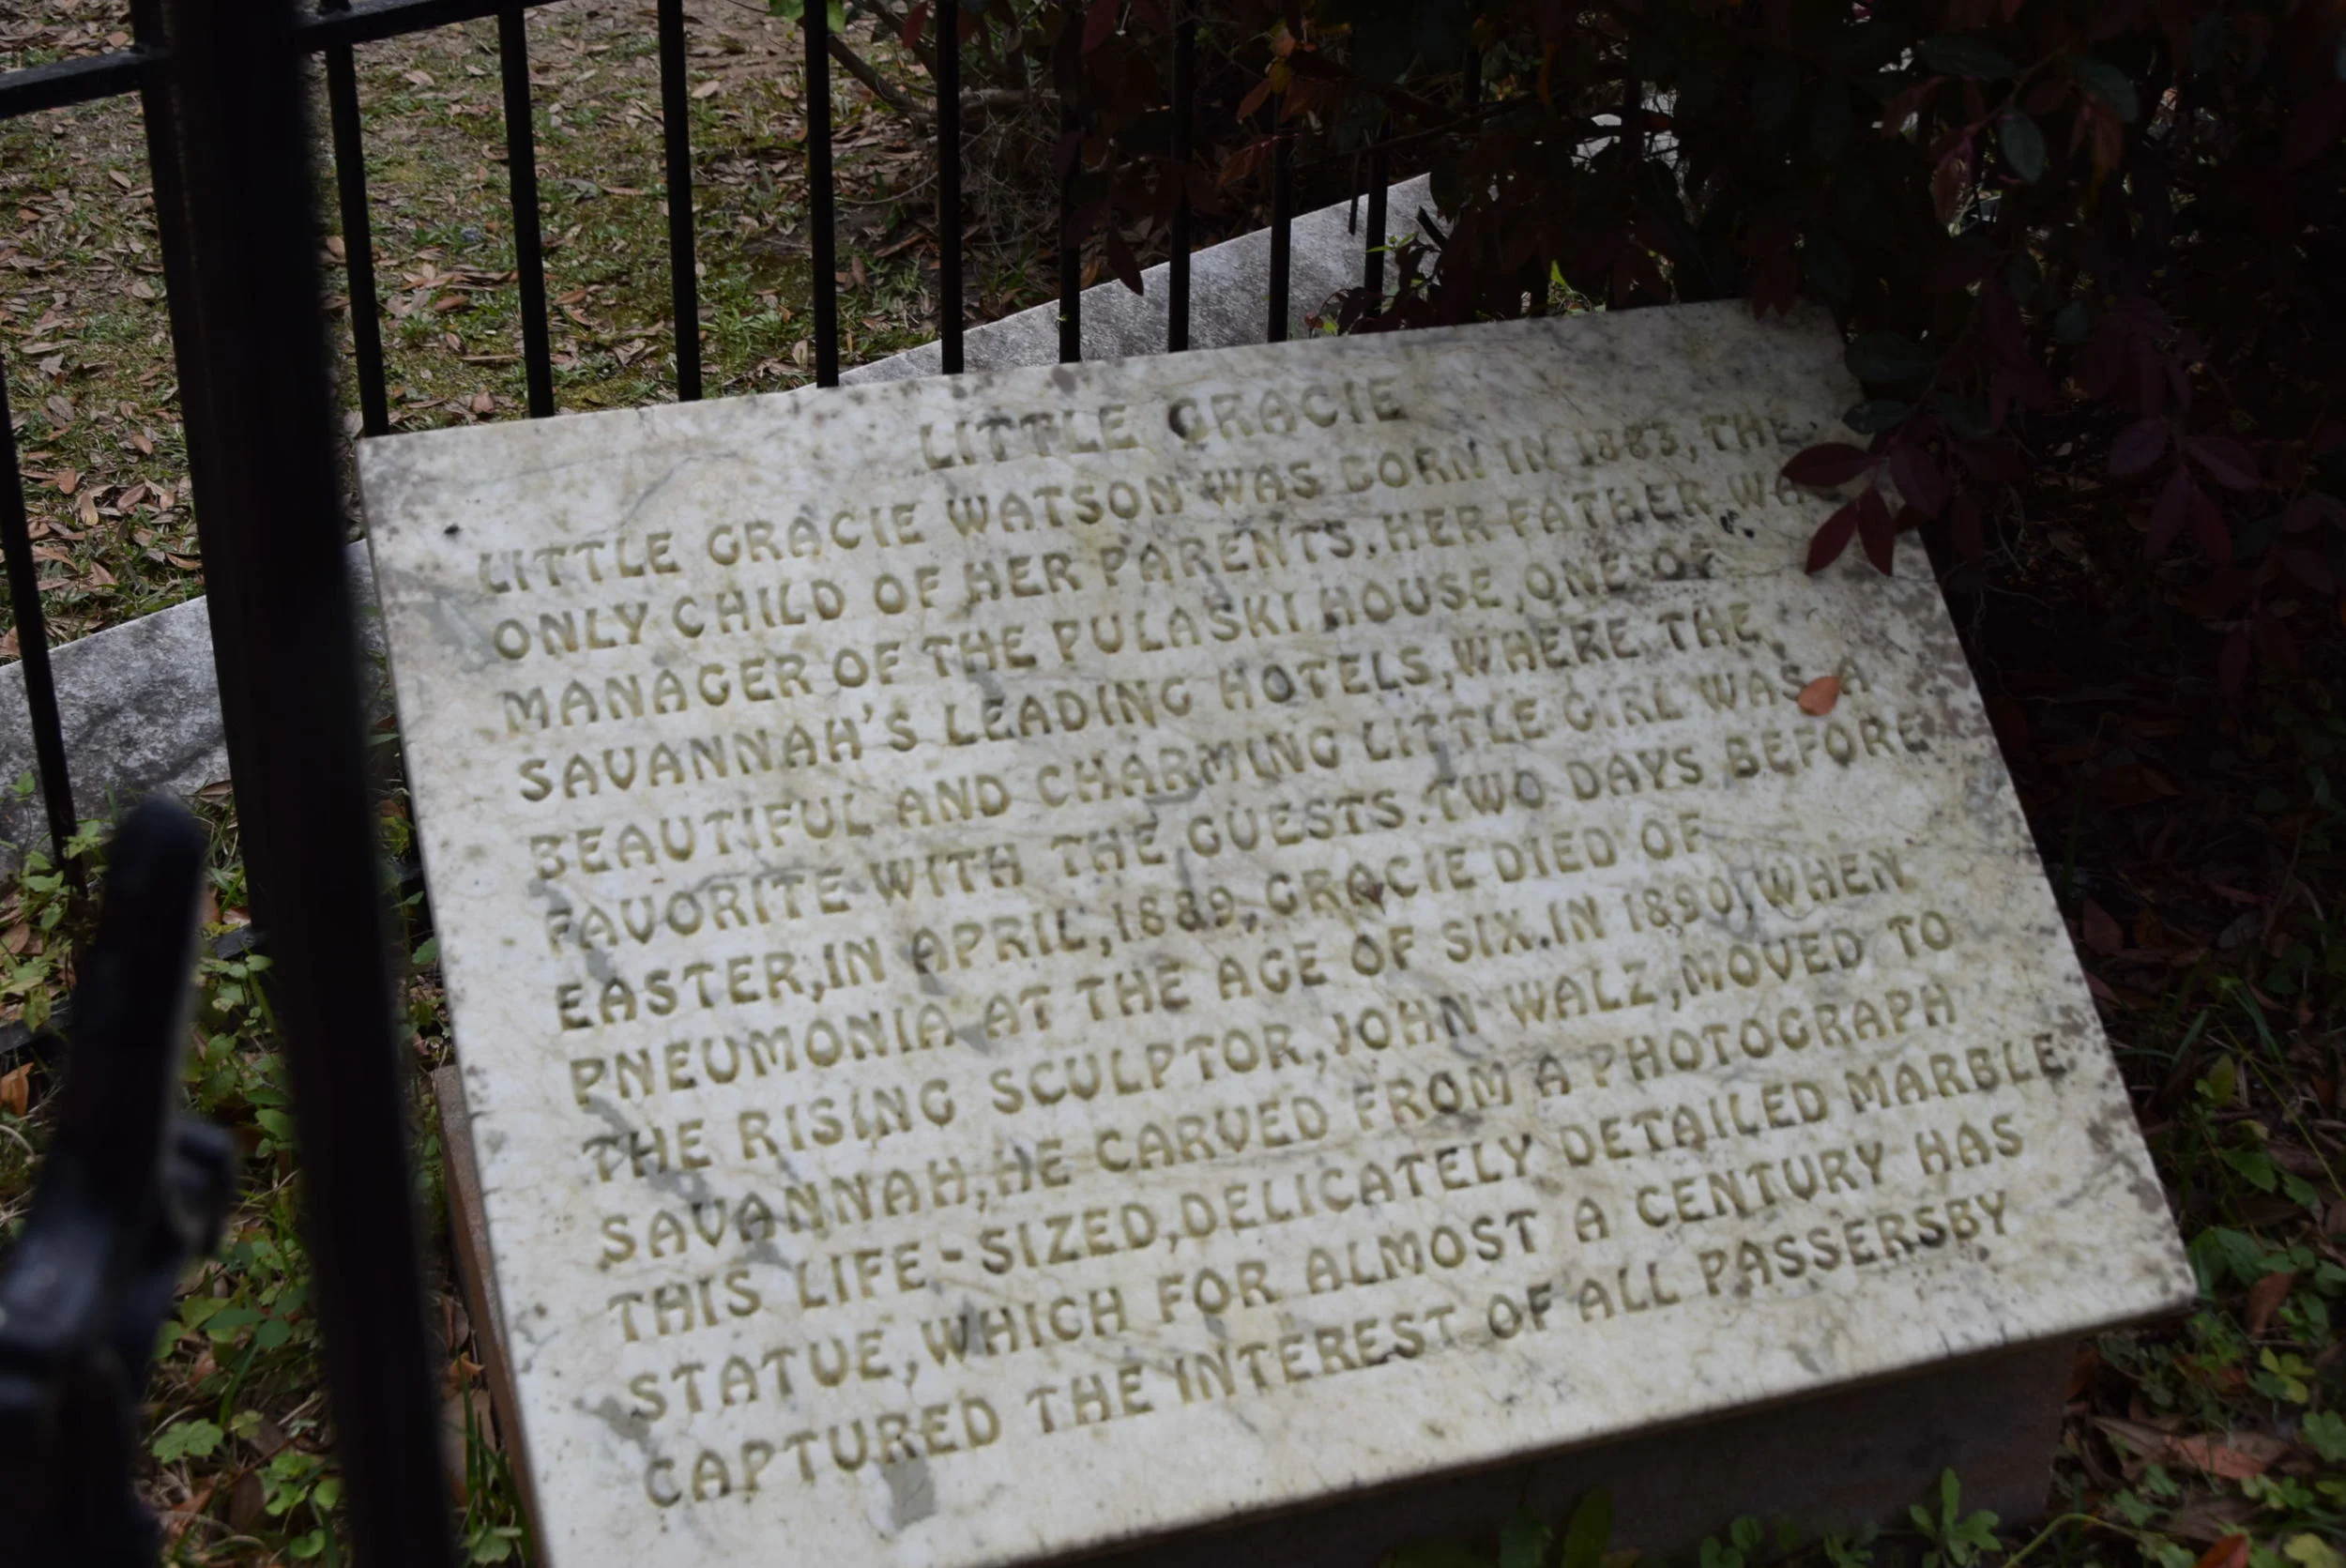 LITTLE GRACIE
LITTLE GRACIE WATSON WAS BORN IN 1883, THE
ONLY CHILD OF HER PARENTS. HER FATHER WAS
MANAGER OF THE PULASKI HOUSE, ONE OF
SAVANNAH'S LEADING HOTELS, WHERE THE
BEAUTIFUL AND CHARMING LITTLE GIRL WAS A
FAVORITE WITH THE GUESTS. TWO DAYS BEFORE
EASTER, IN APRIL, 1889, GRACIE DIED OF
PNEUMONIA AT THE AGE OF SIX. IN 1890, WHEN
THE RISING SCULPTOR, JOHN WALZ, MOVED TO
SAVANNAH, HE CARVED FROM A PHOTOGRAPH
THIS LIFE-SIZED, DELICATELY DETAILED MARBLE
STATUE, WHICH FOR ALMOST A CENTURY HAS
CAPTURED THE INTEREST OF ALL PASSERSBY